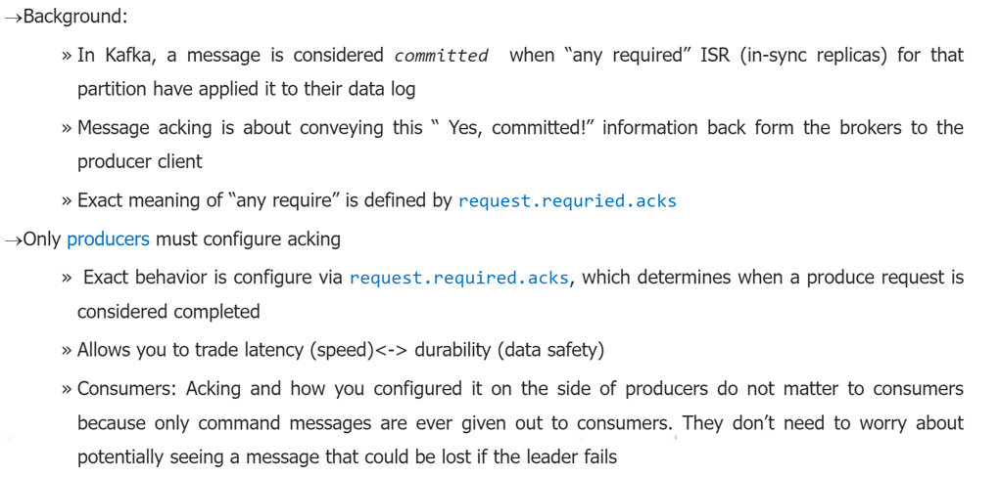 →Background:
» In Kafka, a message is considered committed when “any required” ISR (in-sync replicas) for that
partition have applied it to their data log
» Message acking is about conveying this “ Yes, committed!” information back form the brokers to the
producer client
» Exact meaning of “any require” is defined by request.requried.acks
→Only producers must configure acking
» Exact behavior is configure via request.required.acks, which determines when a produce request is
considered completed
» Allows you to trade latency (speed)<-> durability (data safety)
» Consumers: Acking and how you configured it on the side of producers do not matter to consumers
because only command messages are ever given out to consumers. They don’t need to worry about
potentially seeing a message that could be lost if the leader fails